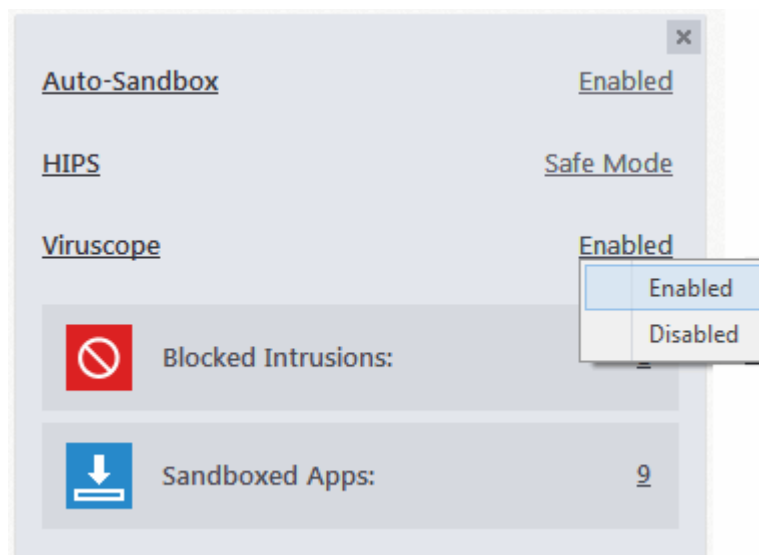 Auto-Sandbox Enabled
HIPS Safe Mode
Viruscope Enabled
Enabled
Disabled
Blocked Intrusions:
Sandboxed Apps: 9